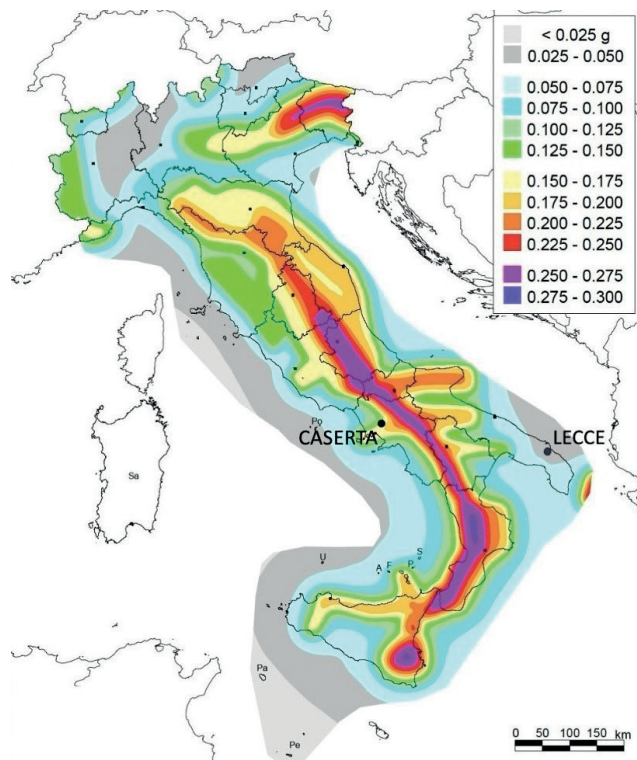 < 0.025 g
0.025 - 0.050
0.050 - 0.075
0.075 - 0.100
0.100 - 0.125
0.125 - 0.150
0.150 - 0.175
0.175 - 0.200
0.200 - 0.225
0.225 - 0.250
0.250 - 0.275
0.275 - 0.300
Po
CASERTA
LECCE
Sa
U
A
F
P
S
Pa
Pe
0 50 100 150
km